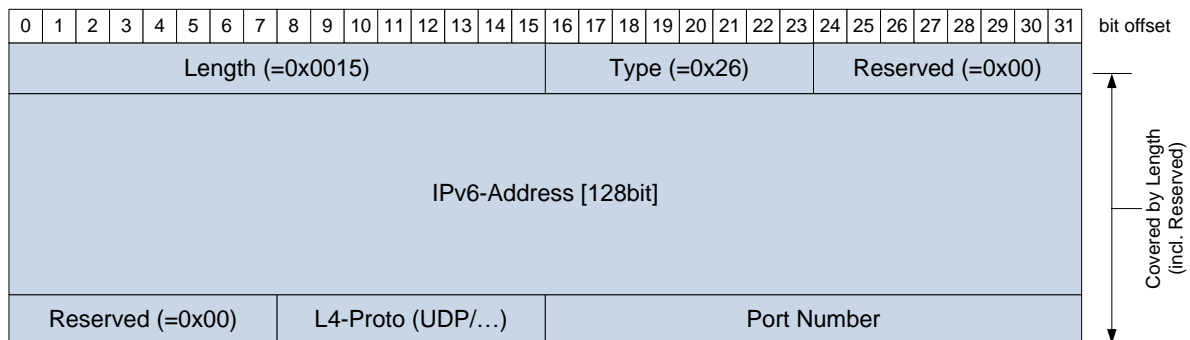 0 1 2 3 4 5 6 7 8 9 10 11 12 13 14 15 16 17 18 19 20 21 22 23 24 25 26 27 28 29 30 31 bit offset
Length (=0x0015) Type (=0x26) Reserved (=0x00)
IPv6-Address [128bit]
Reserved (=0x00) L4-Proto (UDP/…) Port Number
Covered by Length
(incl. Reserved)